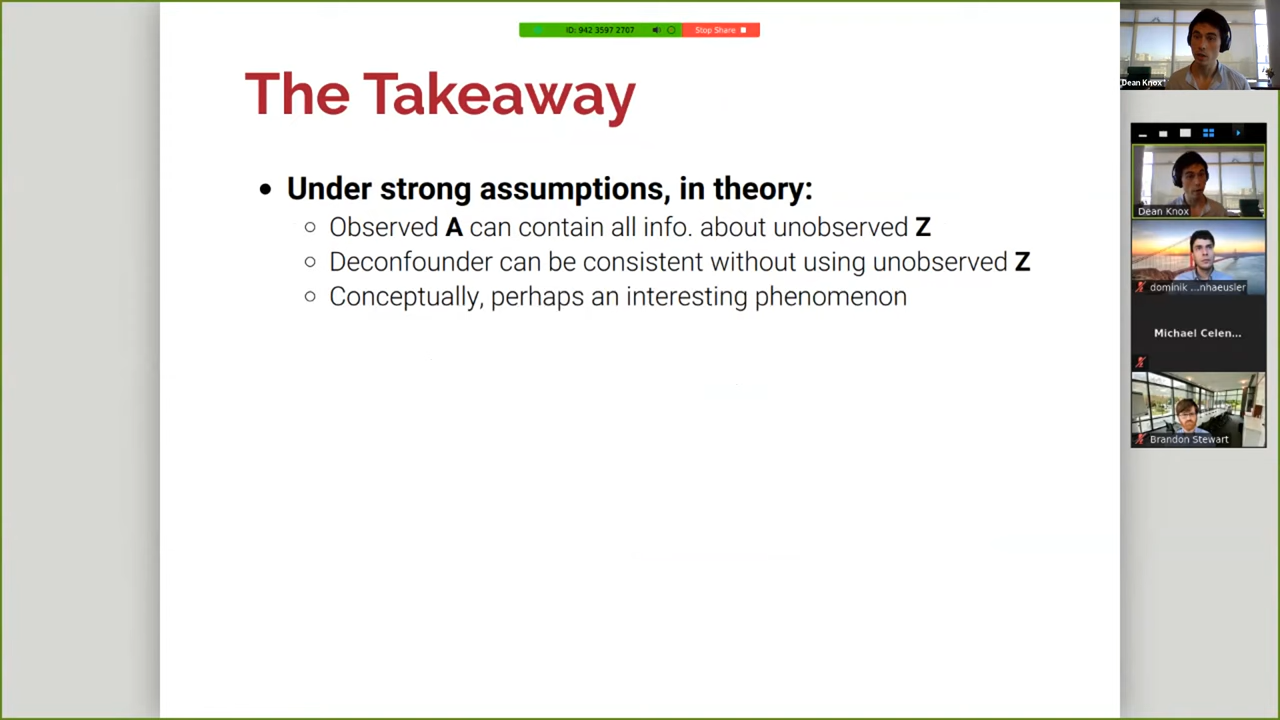 ID: 942 3597 2707
Stop Share
The Takeaway
• Under strong assumptions, in theory:
○ Observed A can contain all info. about unobserved Z
○ Deconfounder can be consistent without using unobserved Z
○ Conceptually, perhaps an interesting phenomenon
Dean Knox
Dean Knox
dominik ...nhaeusler
Michael Celen...
Brandon Stewart